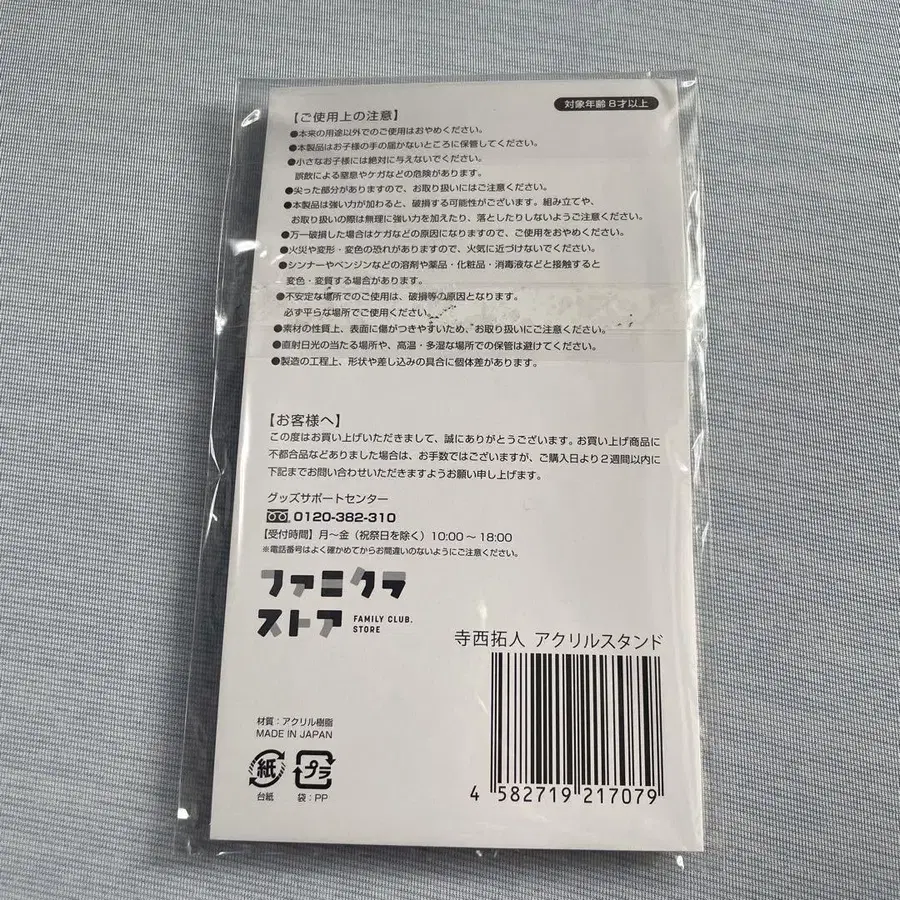 対象年齢8才以上
【ご使用上の注意】
●本来の用途以外でのご使用はおやめください。
●本製品はお子様の手の届かないところに保管してください。
●小さなお子様には絶対に与えないでください。
誤飲による窒息やケガなどの危険があります。
●尖った部分がありますので、お取り扱いにはご注意ください。
●本製品は強い力が加わると、破損する可能性がございます。組み立てや、
お取り扱いの際は無理に強い力を加えたり、落としたりしないようご注意ください。
●万一破損した場合はケガなどの原因になりますので、ご使用をおやめください。
●火災や変形・変色の恐れがありますので、火気に近づけないでください。
●シンナーやベンジンなどの溶剤や薬品・化粧品・消毒液などと接触すると
変色・変質する場合があります。
●不安定な場所でのご使用は、破損等の原因となります。
必ず平らな場所でご使用ください。
●素材の性質上、表面に傷がつきやすいため、お取り扱いにご注意ください。
●直射日光の当たる場所や、高温・多湿な場所での保管は避けてください。
●製造の工程上、形状や差し込みの具合に個体差があります。
【お客様へ】
この度はお買い上げいただきまして、誠にありがとうございます。お買い上げ商品に
不都合品などありました場合は、お手数ではございますが、ご購入日より2週間以内に
下記までお問い合わせいただきますようお願い申し上げます。
グッズサポートセンター
0120-382-310
【受付時間】月～金（祝祭日を除く）10:00～18:00
※電話番号はよく確かめてからお間違いのないようにご注意ください。
ファミクラ
ストア
FAMILY CLUB.
STORE
寺西拓人 アクリルスタンド
材質：アクリル樹脂
MADE IN JAPAN
紙
プラ
台紙
袋：PP
4 582719 217079